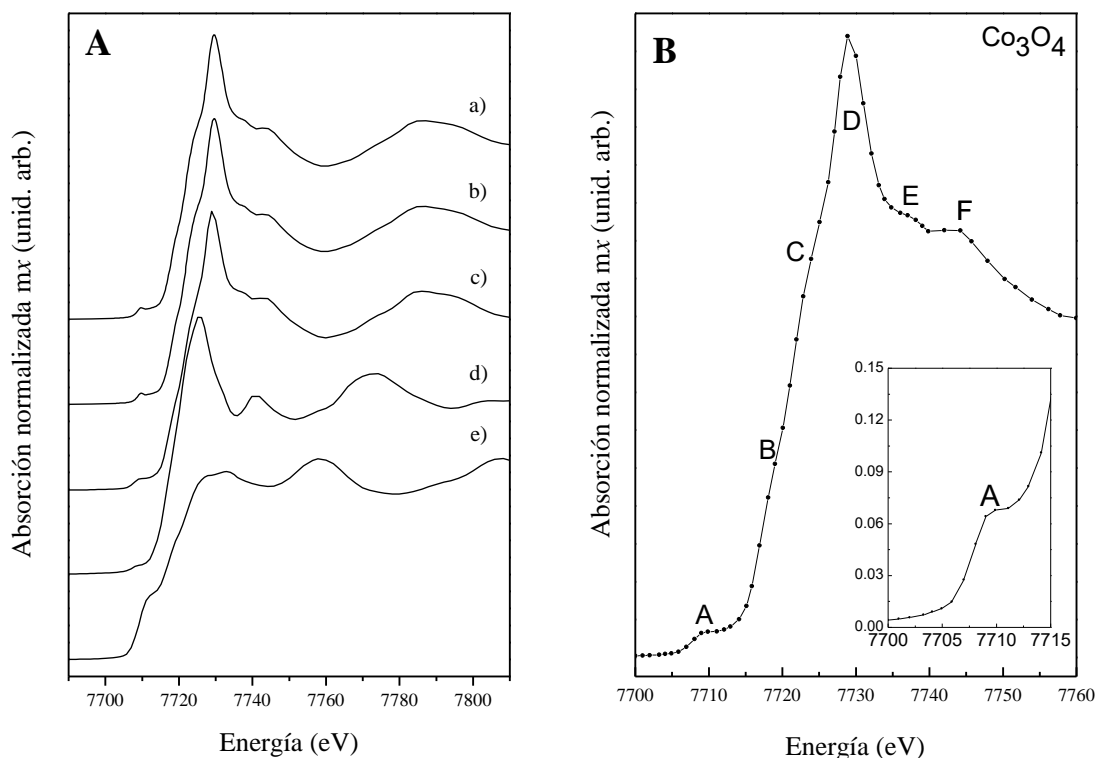 A
a)
b)
c)
d)
e)
Absorción normalizada mx (unid. arb.)
7700 7720 7740 7760 7780 7800
Energía (eV)
B
Co3O4
D
E
F
C
B
A
0.15
0.12
0.09
0.06
0.03
0.00
A
7700 7705 7710 7715
Absorción normalizada mx (unid. arb.)
7700 7710 7720 7730 7740 7750 7760
Energía (eV)